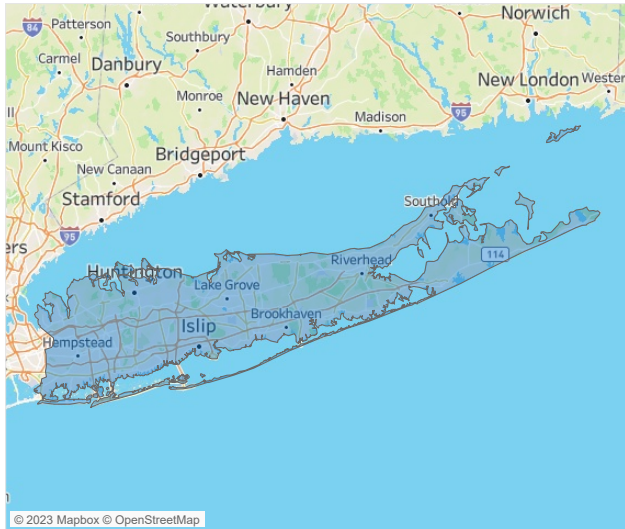 Waterbury
Norwich
84
Patterson
Southbury
Carmel
Danbury
Hamden
New London
Wester
Monroe
New Haven
Madison
95
Mount Kisco
Bridgeport
New Canaan
Stamford
95
Southold
ers
114
Huntington
Riverhead
Lake Grove
Brookhaven
Islip
Hempstead
© 2023 Mapbox © OpenStreetMap